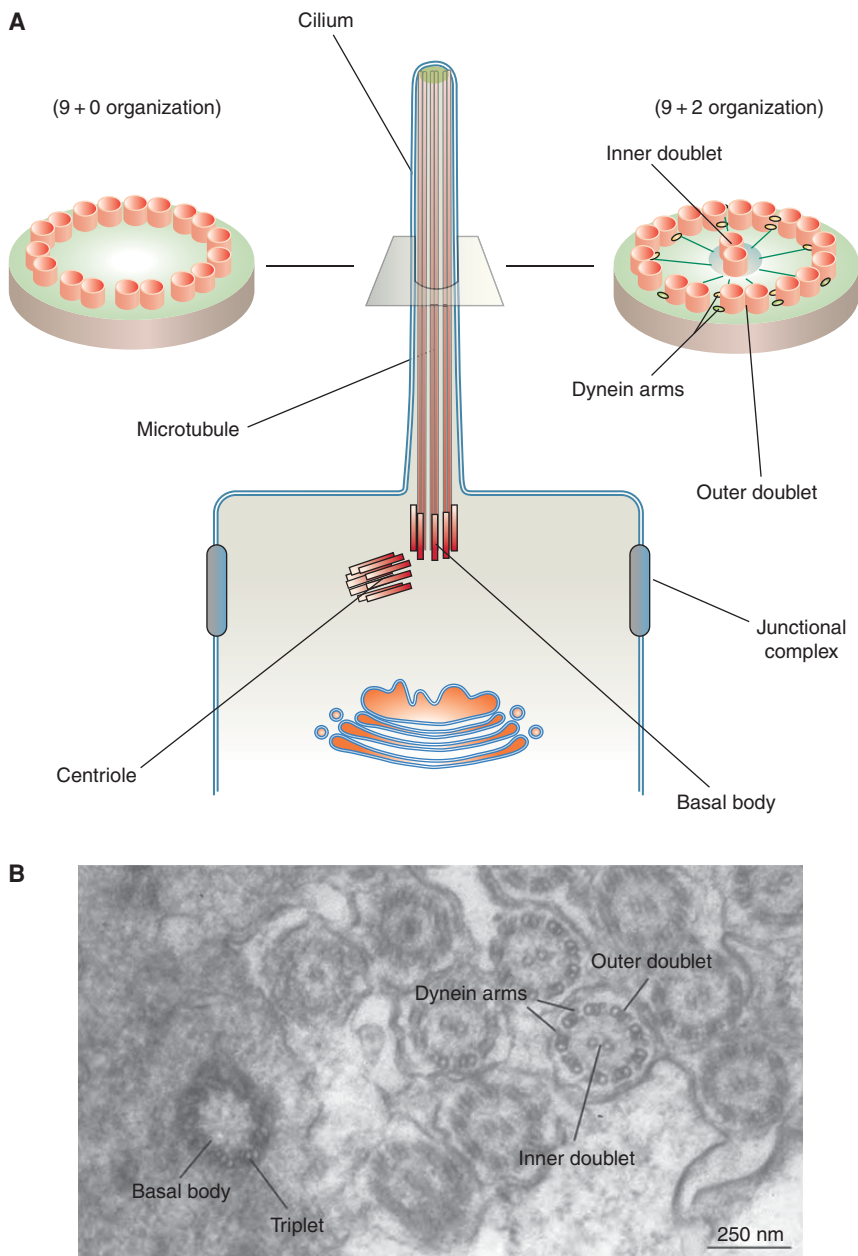 A
Cilium
(9 + 0 organization)
(9 + 2 organization)
Inner doublet
Dynein arms
Microtubule
Outer doublet
Junctional
complex
Centriole
Basal body
B
Outer doublet
Dynein arms
Inner doublet
Basal body
Triplet
250 nm